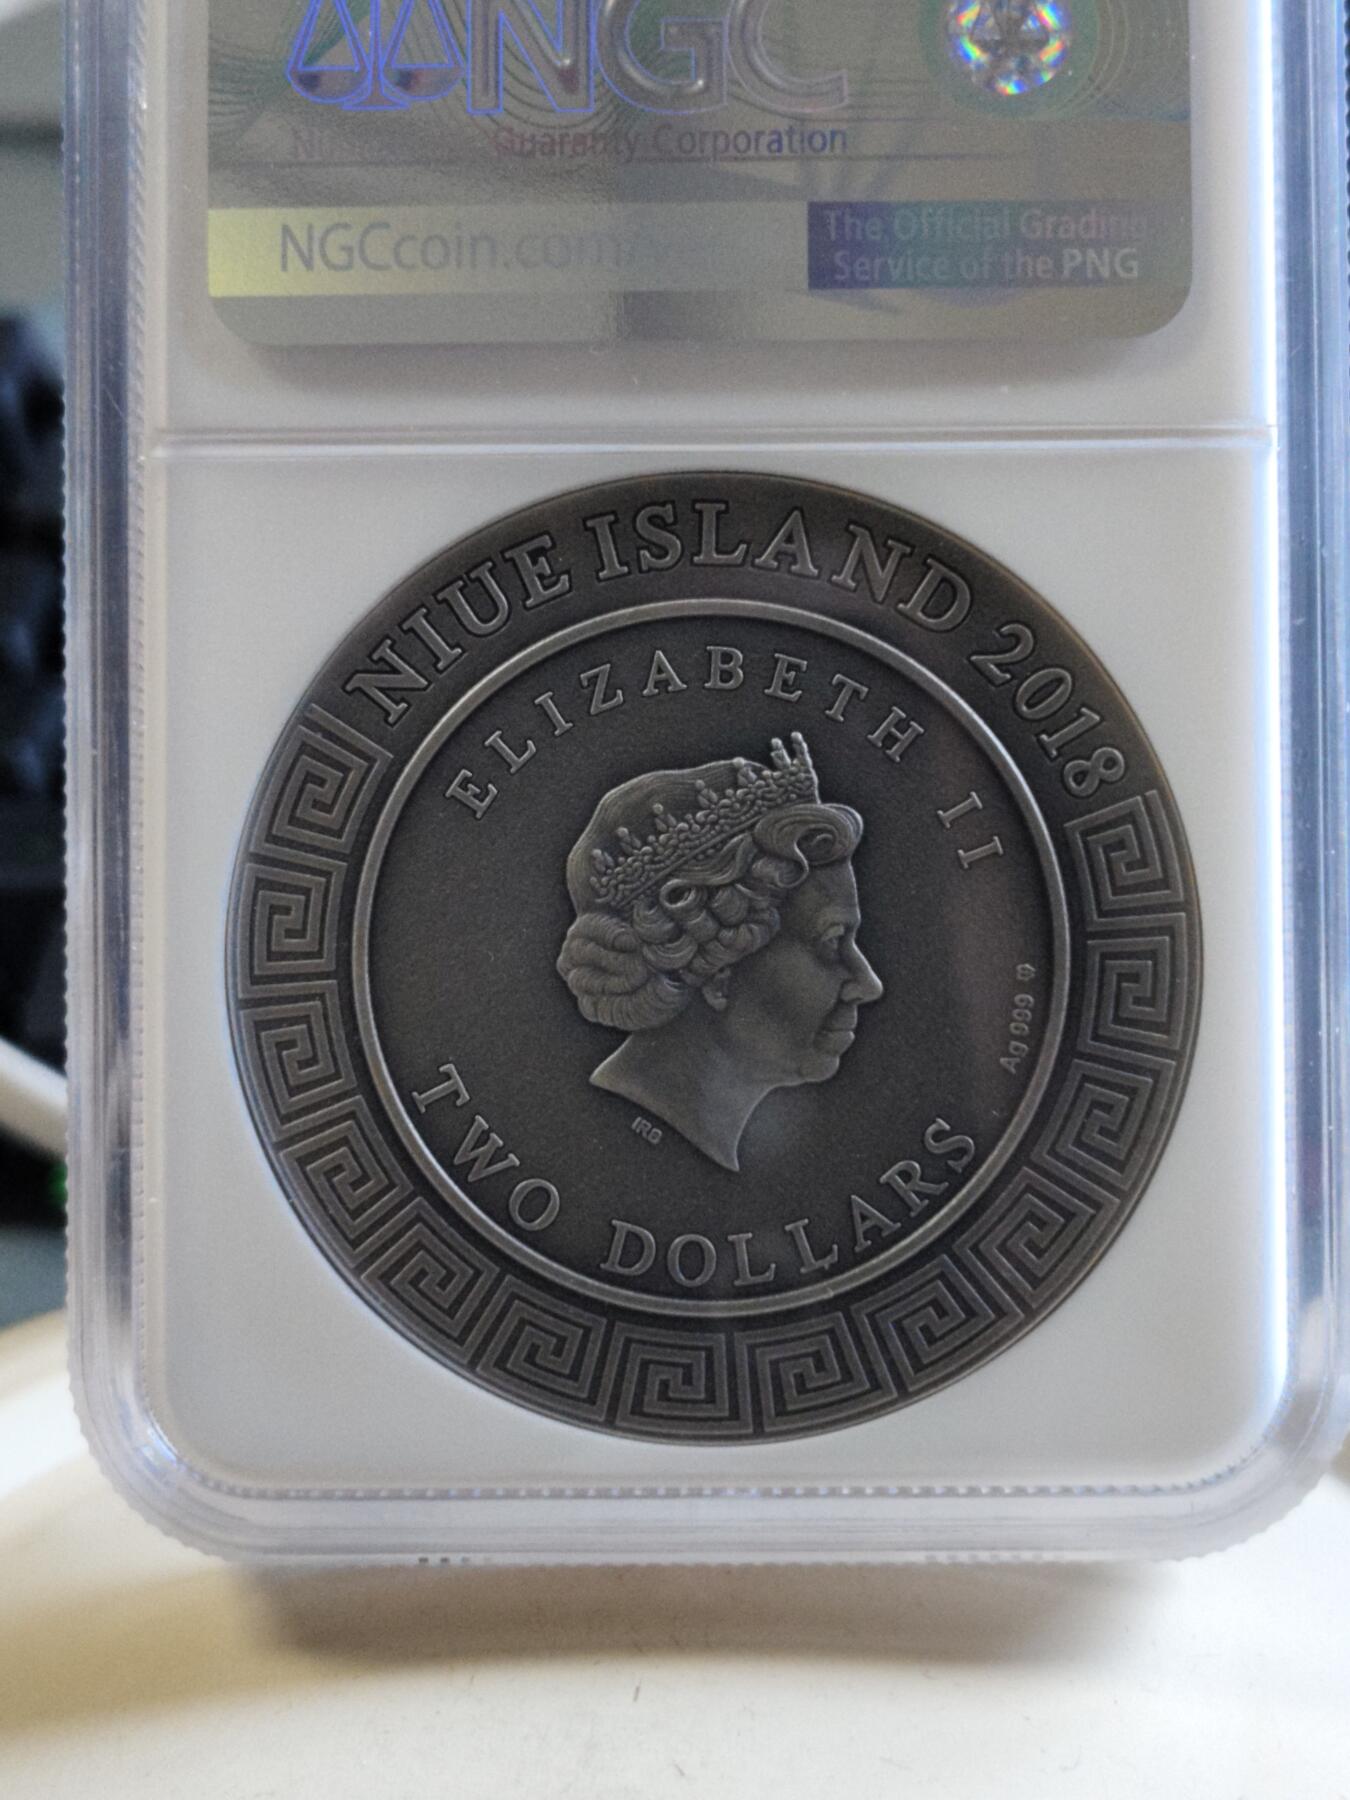 NGC
Guaranty Corporation
NGCcoin.com/
The Official Grading
Service of the PNG
NIUE ISLAND 2018
ELIZABETH II
Ag 999
IRB
TWO DOLLARS